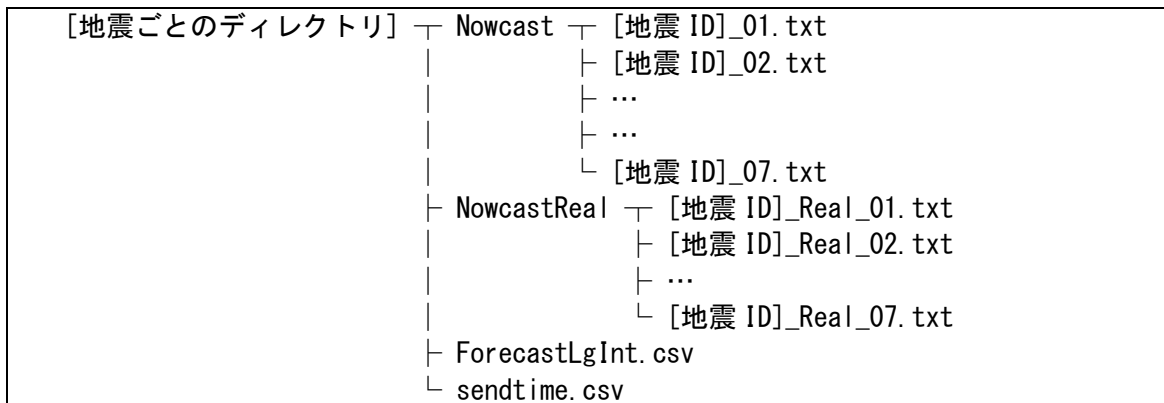 [地震ごとのディレクトリ] ┬ Nowcast ┬ [地震 ID]_01.txt
│ ├ [地震 ID]_02.txt
│ ├ …
│ ├ …
│ └ [地震 ID]_07.txt
├ NowcastReal ┬ [地震 ID]_Real_01.txt
│ ├ [地震 ID]_Real_02.txt
│ ├ …
│ └ [地震 ID]_Real_07.txt
├ ForecastLgInt.csv
└ sendtime.csv